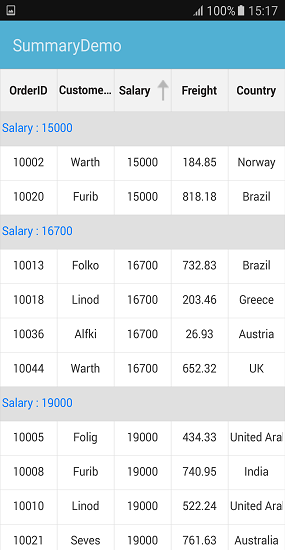 100% 15:17
SummaryDemo
OrderID Custome... Salary Freight Country
Salary : 15000
10002 Warth 15000 184.85 Norway
10020 Furib 15000 818.18 Brazil
Salary : 16700
10013 Folko 16700 732.83 Brazil
10018 Linod 16700 203.46 Greece
10036 Alfki 16700 26.93 Austria
10044 Warth 16700 652.32 UK
Salary : 19000
10005 Folig 19000 434.33 United Ara
10008 Furib 19000 740.95 India
10010 Linod 19000 522.24 United Ara
10021 Seves 19000 761.63 Australia